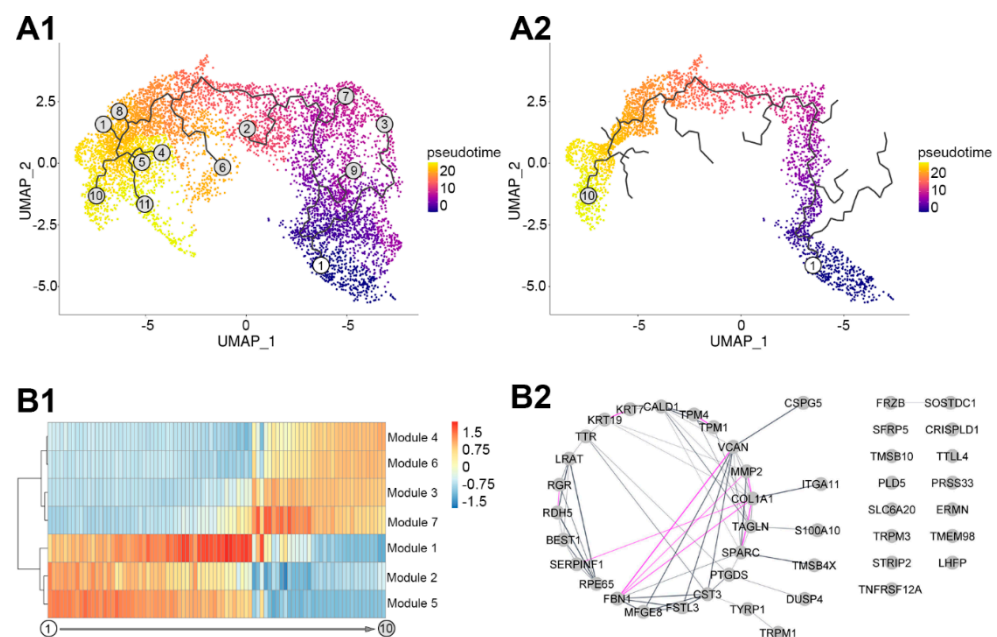 A1
UMAP_2
2.5
0.0
-2.5
-5.0
-5
0
-5
UMAP_1
8
1
7
3
2
5
4
6
9
10
11
1
pseudotime
20
10
0
A2
UMAP_2
2.5
0.0
-2.5
-5.0
-5
0
-5
UMAP_1
10
1
pseudotime
20
10
0
B1
Module 4
Module 6
Module 3
Module 7
Module 1
Module 2
Module 5
1.5
0.75
0
-0.75
-1.5
1
10
B2
KRT19
KRT7
CALD1
TPM4
TPM1
CSPG5
TTR
VCAN
LRAT
MMP2
RGR
COL1A1
ITGA11
RDH5
TAGLN
S100A10
BEST1
SPARC
SERPINF1
TMSB4X
RPE65
PTGDS
FBN1
CST3
DUSP4
MFGE8
FSTL3
TYRP1
TRPM1
FRZB
SOSTDC1
SFRP5
CRISPLD1
TMSB10
TTLL4
PLD5
PRSS33
SLC6A20
ERMN
TRPM3
TMEM98
STRIP2
LHFP
TNFRSF12A